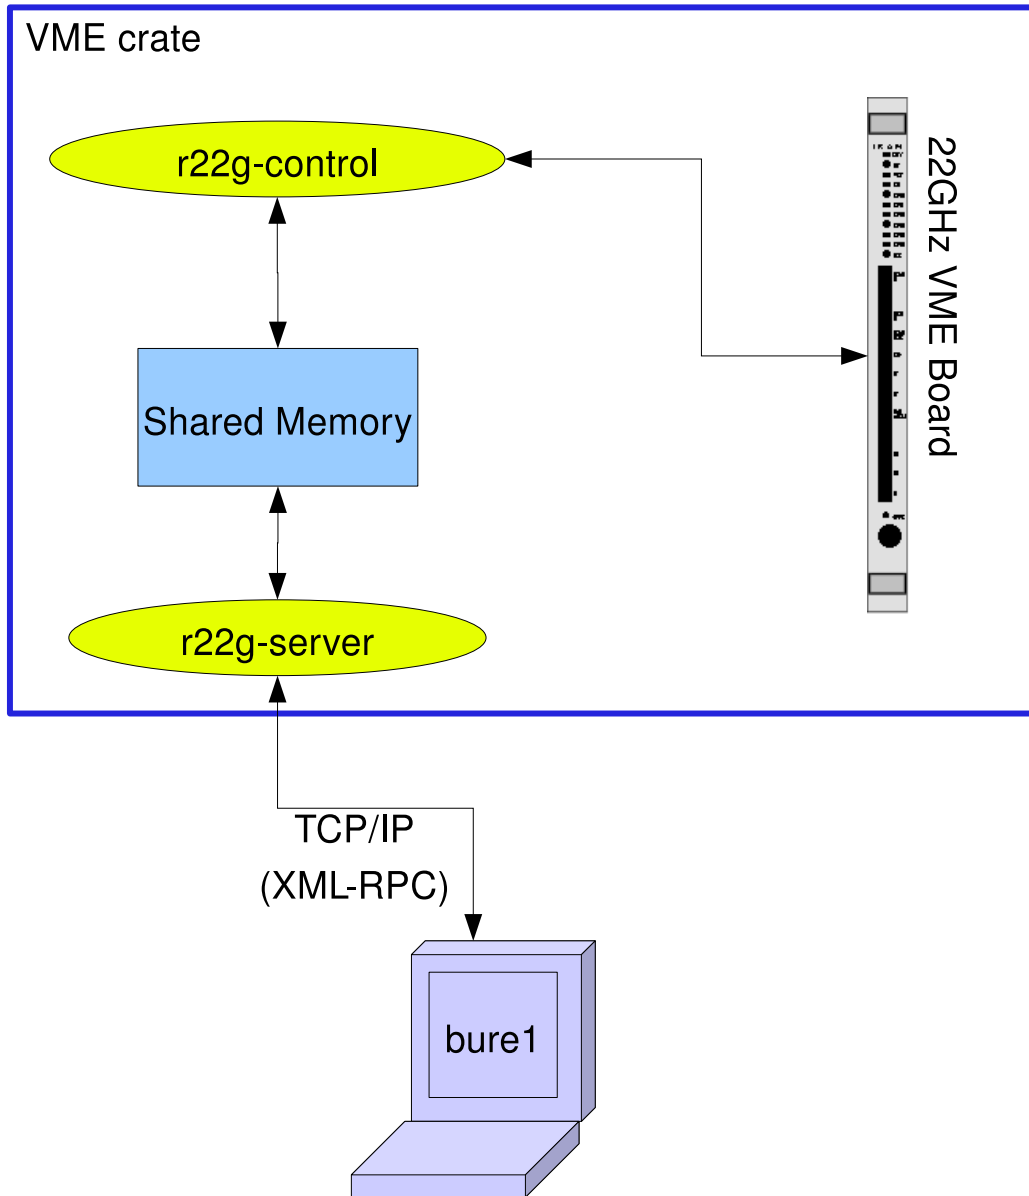 VME crate
r22g-control
22GHz VME Board
Shared Memory
r22g-server
TCP/IP
(XML-RPC)
bure1